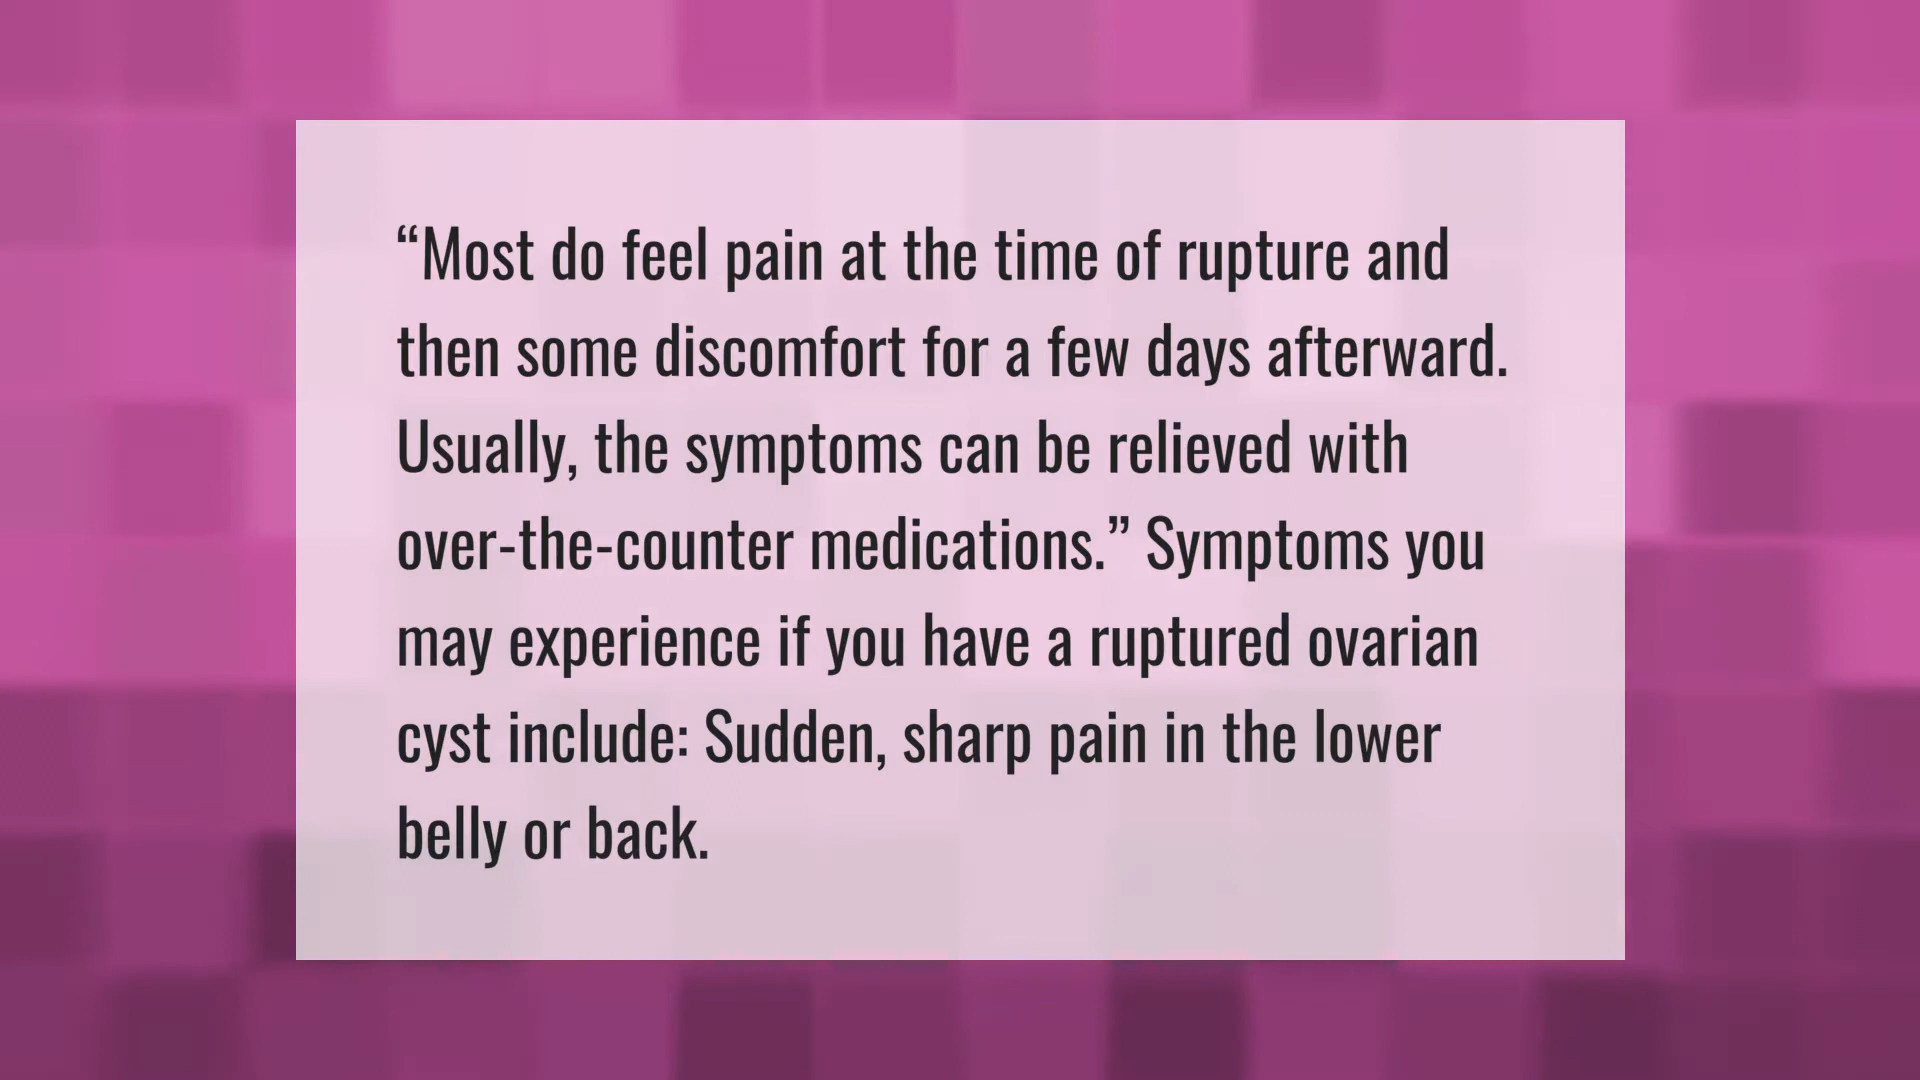 “Most do feel pain at the time of rupture and
then some discomfort for a few days afterward.
Usually, the symptoms can be relieved with
over-the-counter medications.” Symptoms you
may experience if you have a ruptured ovarian
cyst include: Sudden, sharp pain in the lower
belly or back.